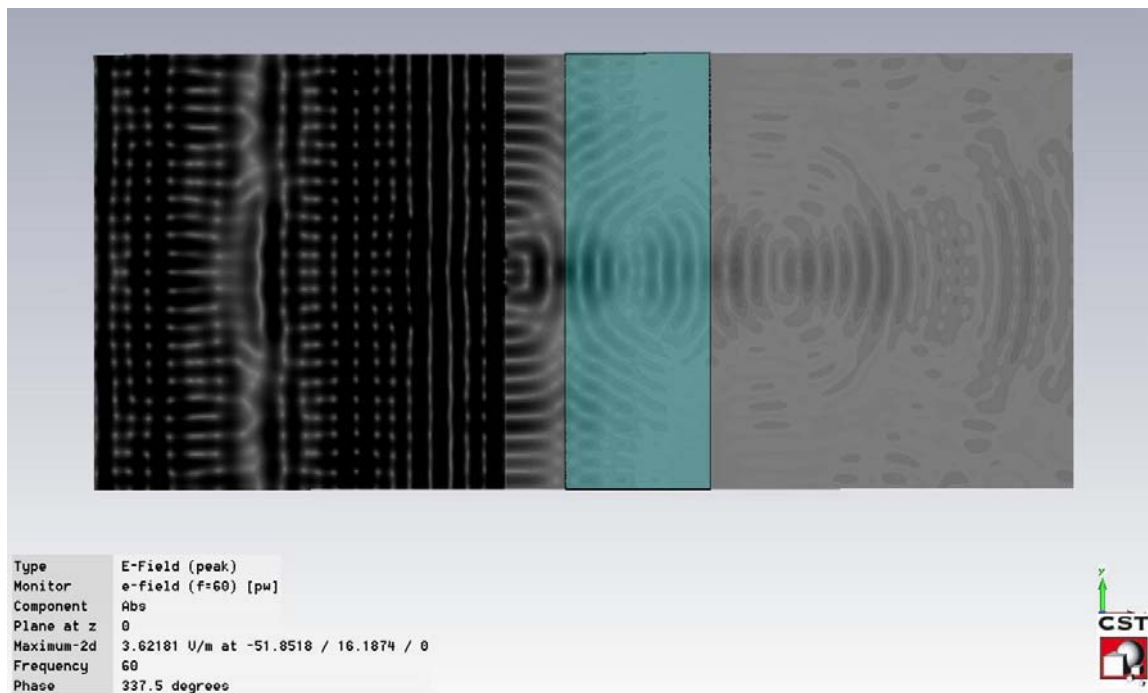 Type E-Field (peak)
Monitor e-field (f=60) [pw]
Component Abs
Plane at z 0
Maximum-2d 3.62181 V/m at -51.8518 / 16.1874 / 0
Frequency 60
Phase 337.5 degrees
y
CST